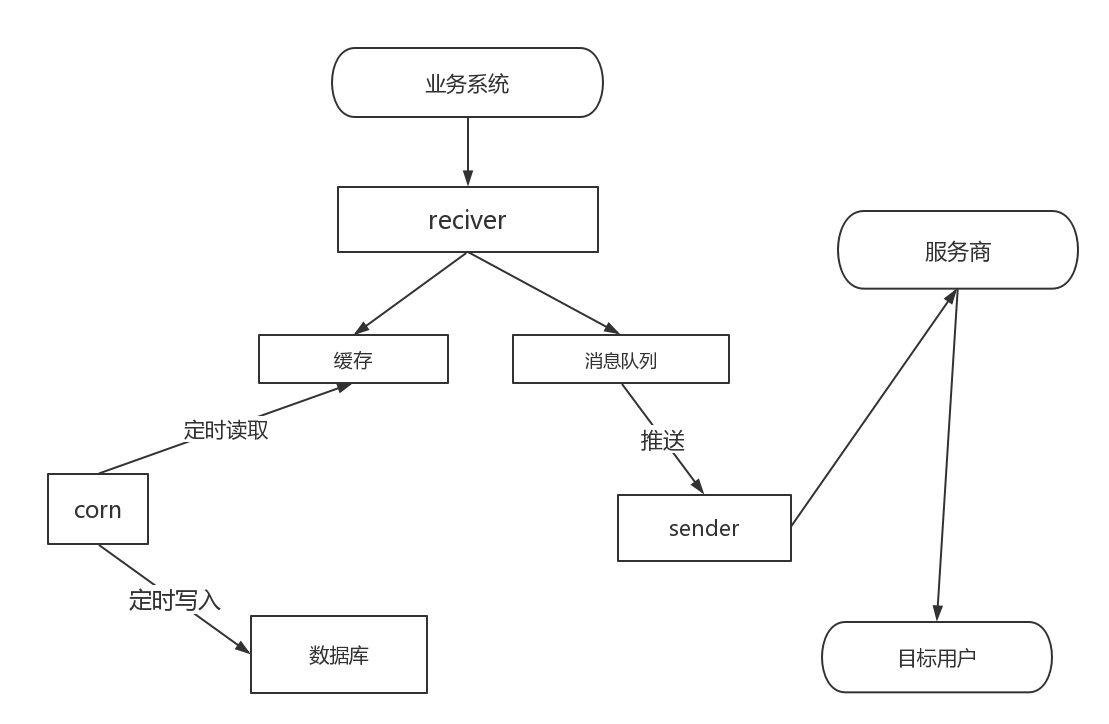 业务系统
reciver
服务商
缓存
消息队列
定时读取
推送
corn
sender
定时写入
数据库
目标用户